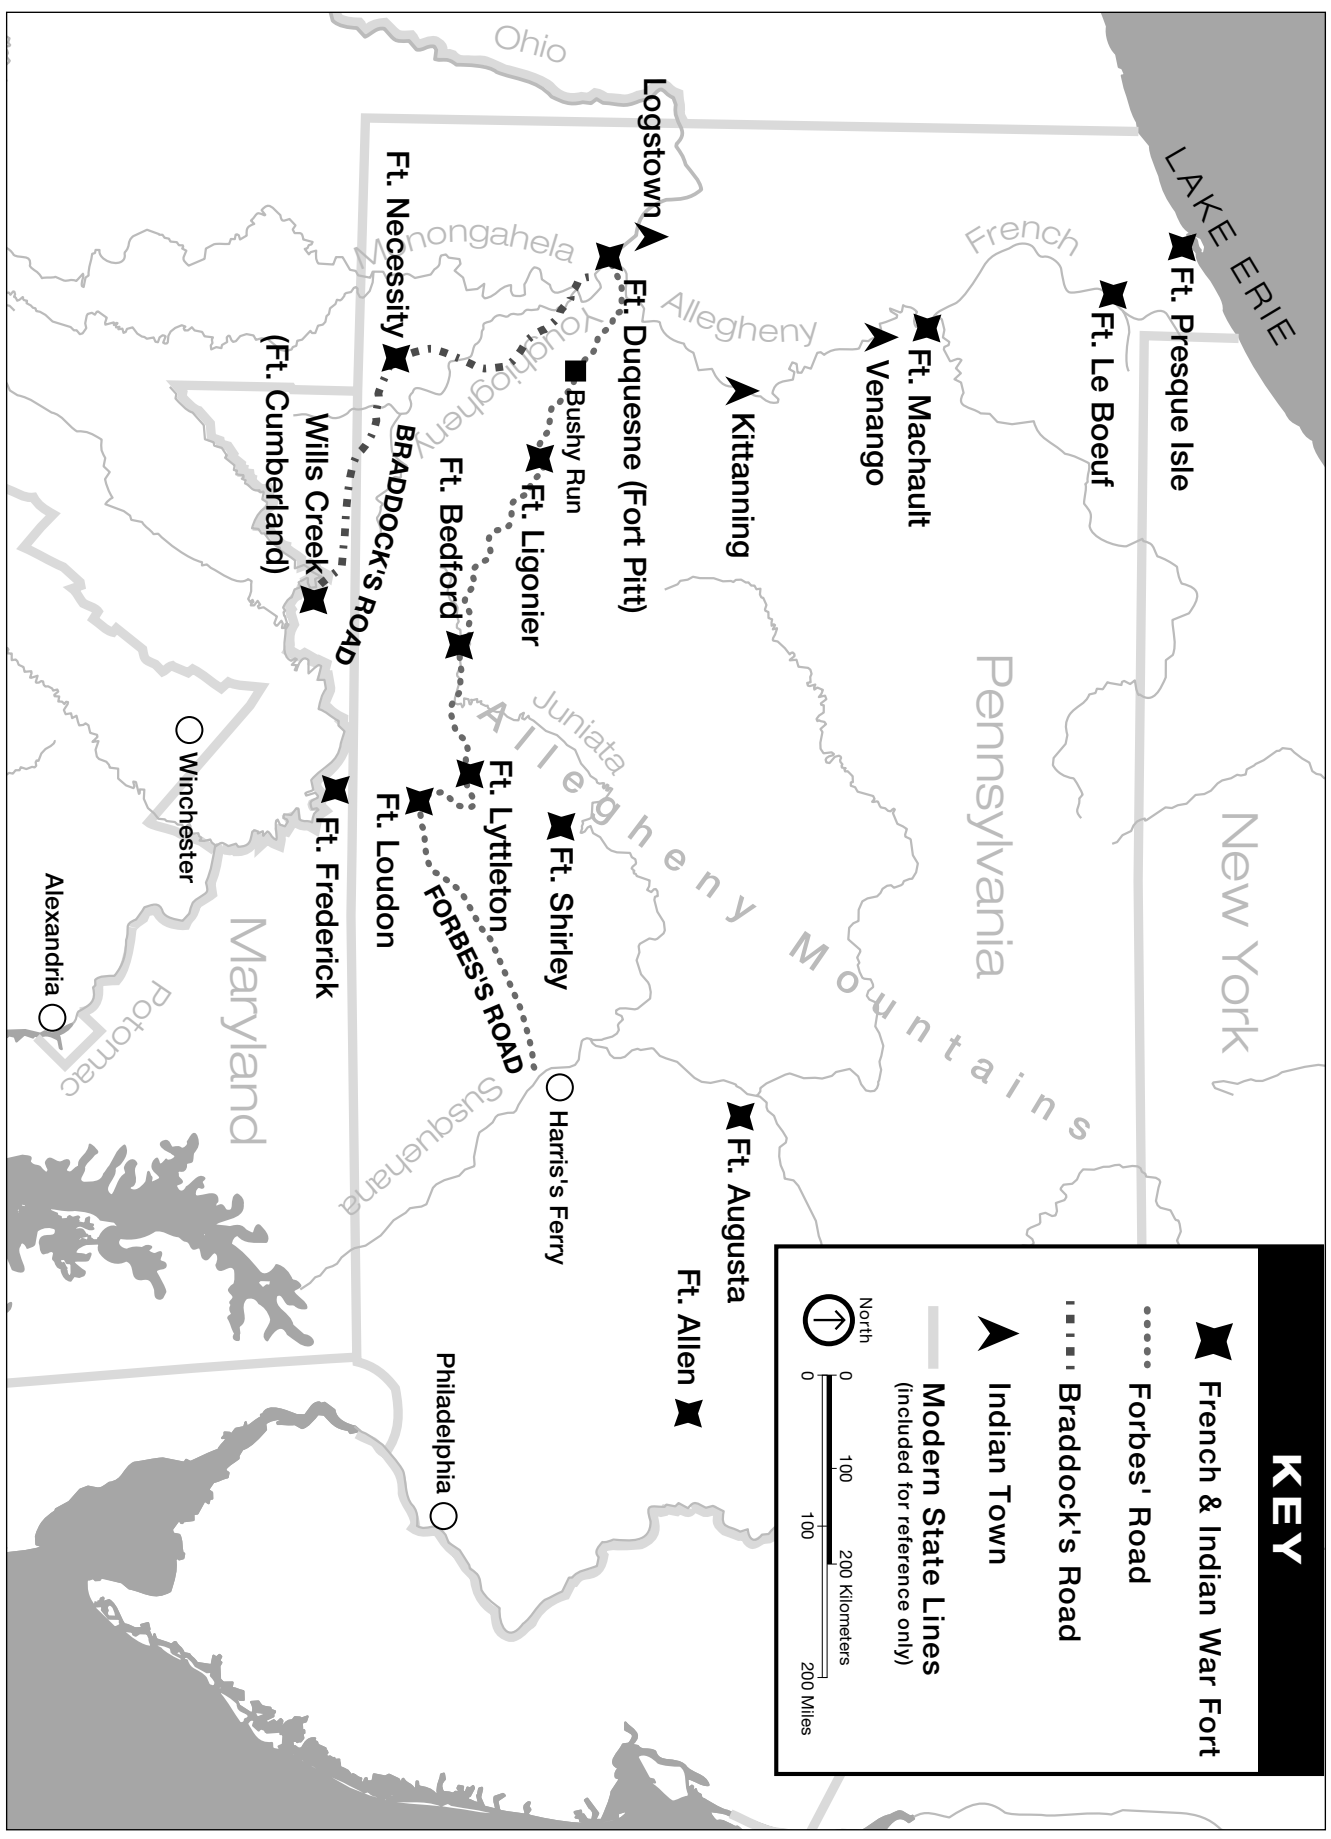 LAKE ERIE
Ft. Presque Isle
Ft. Le Boeuf
French
Ft. Machault
Venango
Allegheny
Kittanning
Logstown
Ohio
Ft. Duquesne (Fort Pitt)
Monongahela
Youghiogheny
Bushy Run
Ft. Ligonier
Ft. Necessity
BRADDOCK'S ROAD
Ft. Bedford
Wills Creek
(Ft. Cumberland)
New York
Pennsylvania
Allegheny Mountains
Juniata
Ft. Lyttleton
Ft. Shirley
Ft. Loudon
FORBES'S ROAD
Ft. Frederick
Winchester
Alexandria
Maryland
Potomac
Susquehana
Harris's Ferry
Ft. Augusta
Ft. Allen
Philadelphia
KEY
French & Indian War Fort
Forbes' Road
Braddock's Road
Indian Town
Modern State Lines
(included for reference only)
North
0 100 200 Kilometers
0 100 200 Miles